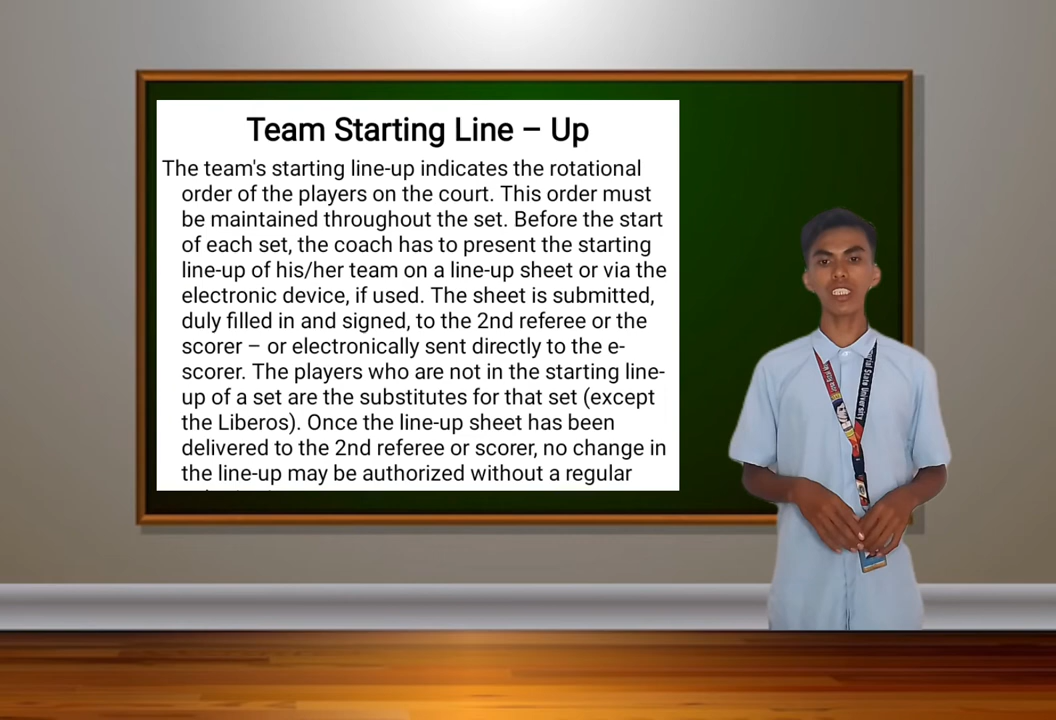 Team Starting Line – Up
The team's starting line-up indicates the rotational
order of the players on the court. This order must
be maintained throughout the set. Before the start
of each set, the coach has to present the starting
line-up of his/her team on a line-up sheet or via the
electronic device, if used. The sheet is submitted,
duly filled in and signed, to the 2nd referee or the
scorer – or electronically sent directly to the e-
scorer. The players who are not in the starting line-
up of a set are the substitutes for that set (except
the Liberos). Once the line-up sheet has been
delivered to the 2nd referee or scorer, no change in
the line-up may be authorized without a regular
State University